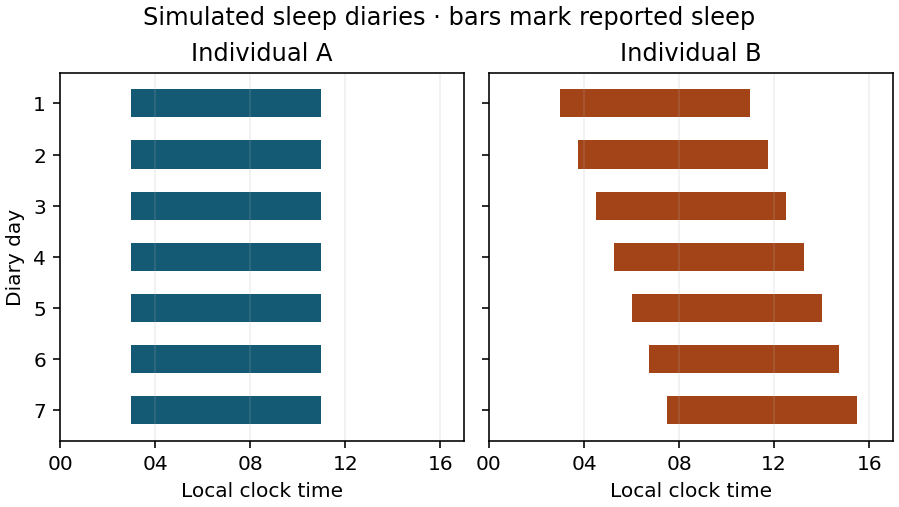 Simulated sleep diaries · bars mark reported sleep
Individual A
Individual B
Diary day
1
2
3
4
5
6
7
00 04 08 12 16
00 04 08 12 16
Local clock time
Local clock time